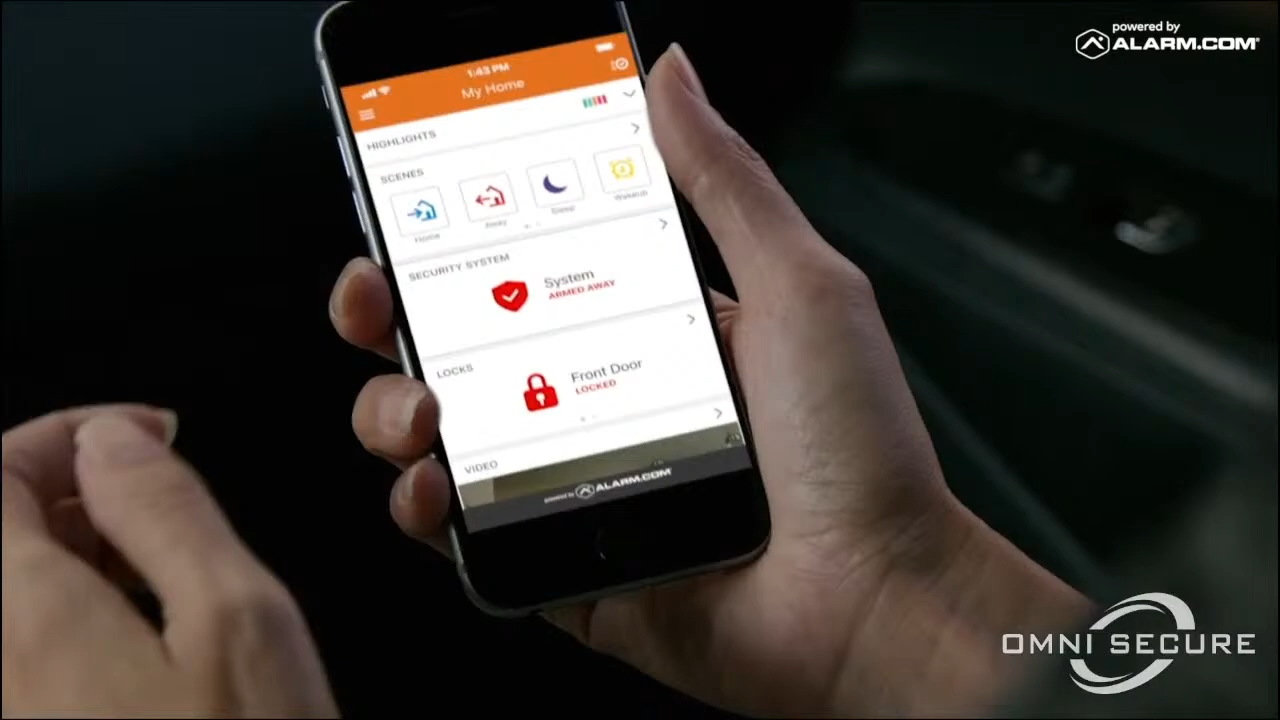 powered by
ALARM.COM
1:43 PM
My Home
HIGHLIGHTS
SCENES
Home
Away
Sleep
Wakeup
SECURITY SYSTEM
System
ARMED AWAY
LOCKS
Front Door
LOCKED
VIDEO
powered by ALARM.COM
OMNI SECURE